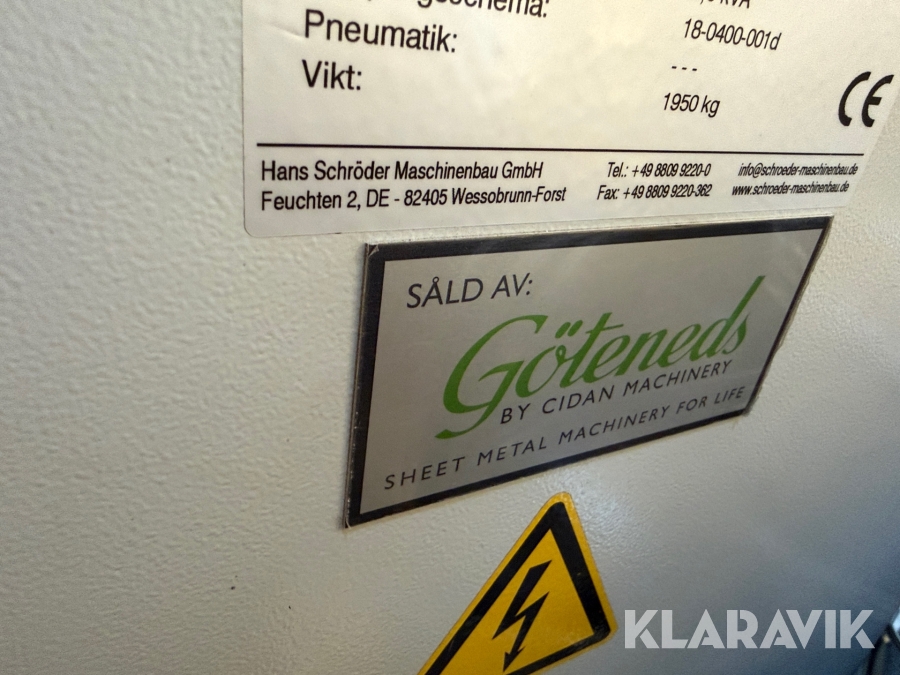 kVA
Pneumatik: 18-0400-001d
Vikt: ---
1950 kg
CE
Hans Schröder Maschinenbau GmbH Tel.: +49 8809 9220-0 info@schroeder-maschinenbau.de
Feuchten 2, DE - 82405 Wessobrunn-Forst Fax: +49 8809 9220-362 www.schroeder-maschinenbau.de
SÅLD AV:
Göteneds
BY CIDAN MACHINERY
SHEET METAL MACHINERY FOR LIFE
KLARAVIK